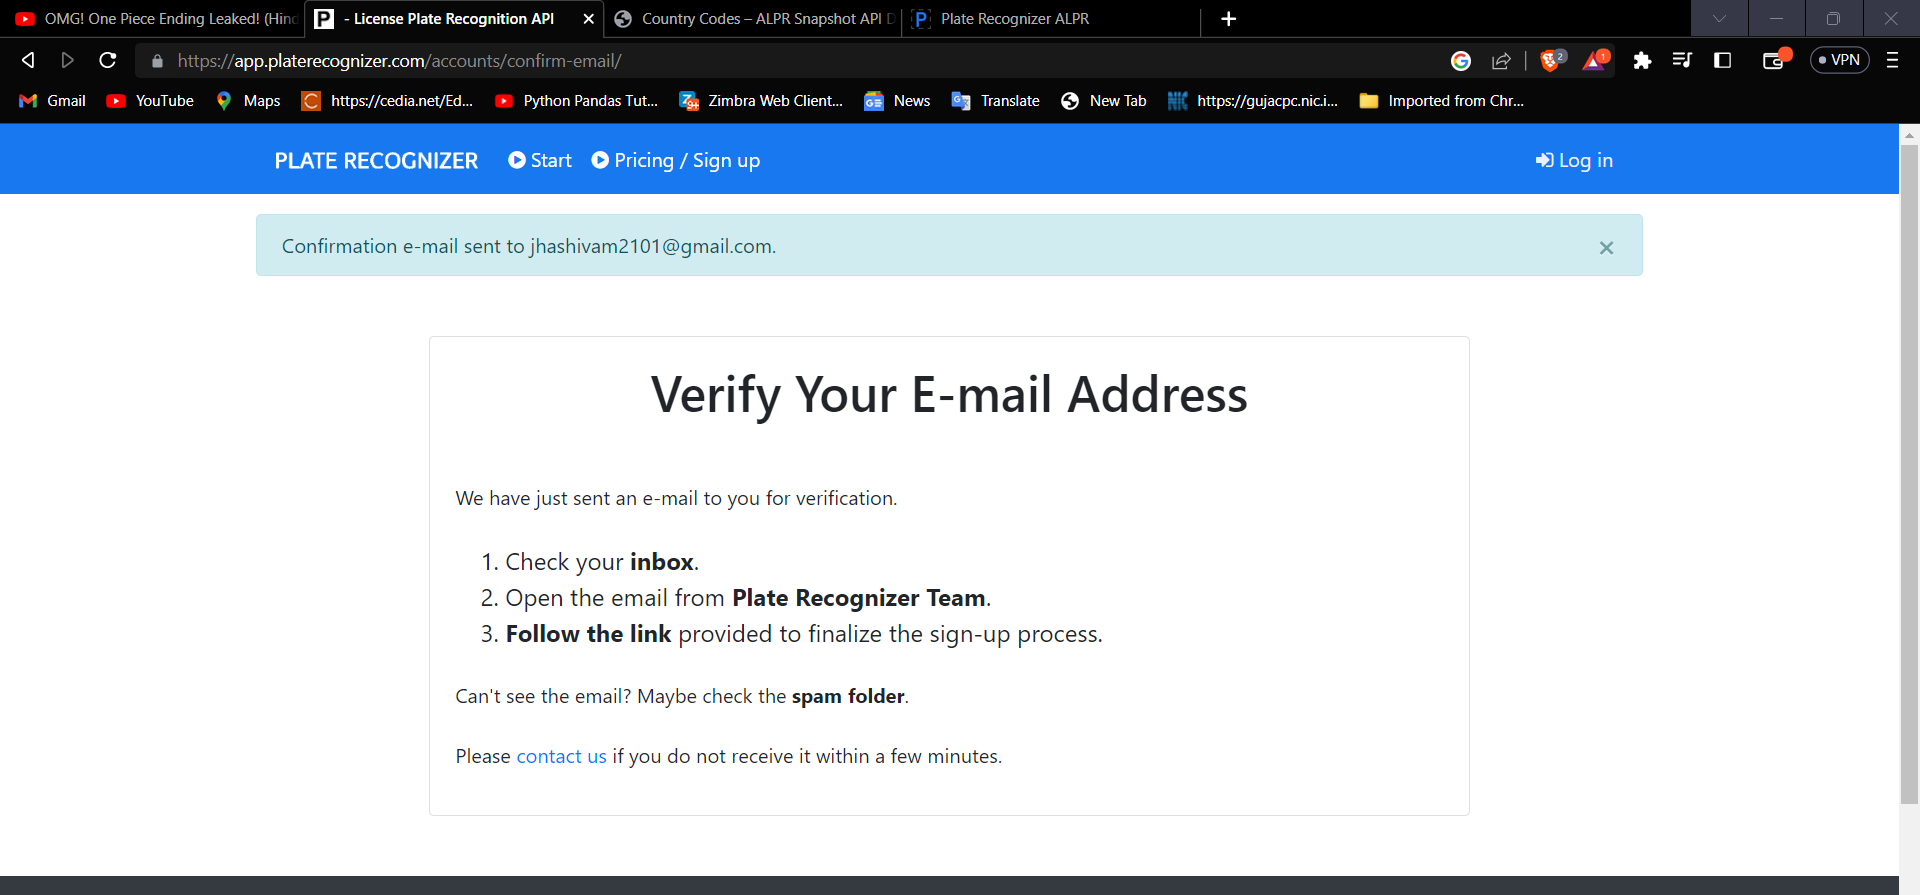 OMG! One Piece Ending Leaked! (Hind
- License Plate Recognition API
Country Codes – ALPR Snapshot API D
Plate Recognizer ALPR
https://app.platerecognizer.com/accounts/confirm-email/
2
1
VPN
Gmail
YouTube
Maps
https://cedia.net/Ed...
Python Pandas Tut...
9+
Zimbra Web Client...
News
Translate
New Tab
https://gujacpc.nic.i...
Imported from Chr...
PLATE RECOGNIZER
Start
Pricing / Sign up
Log in
Confirmation e-mail sent to jhashivam2101@gmail.com.
Verify Your E-mail Address
We have just sent an e-mail to you for verification.
1. Check your inbox.
2. Open the email from Plate Recognizer Team.
3. Follow the link provided to finalize the sign-up process.
Can't see the email? Maybe check the spam folder.
Please contact us if you do not receive it within a few minutes.